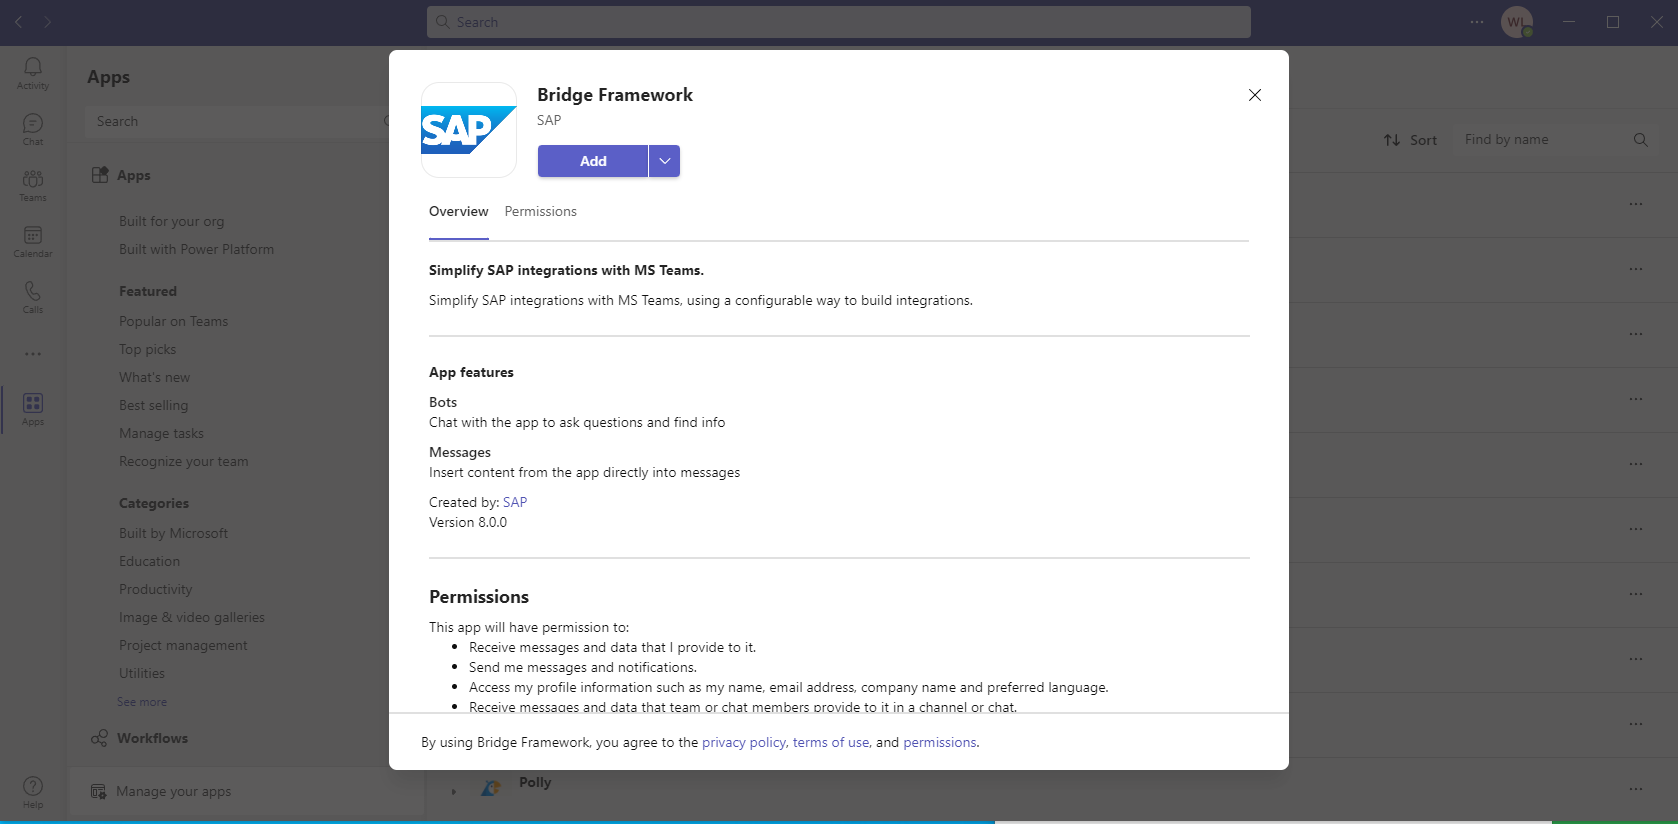 Search
WL
Activity
Chat
Teams
Calendar
Calls
Apps
Help
Apps
Search
Apps
Built for your org
Built with Power Platform
Featured
Popular on Teams
Top picks
What's new
Best selling
Manage tasks
Recognize your team
Categories
Built by Microsoft
Education
Productivity
Image & video galleries
Project management
Utilities
See more
Workflows
Manage your apps
Sort
Find by name
SAP
Bridge Framework
SAP
Add
Overview Permissions
Simplify SAP integrations with MS Teams.
Simplify SAP integrations with MS Teams, using a configurable way to build integrations.
App features
Bots
Chat with the app to ask questions and find info
Messages
Insert content from the app directly into messages
Created by: SAP
Version 8.0.0
Permissions
This app will have permission to:
• Receive messages and data that I provide to it.
• Send me messages and notifications.
• Access my profile information such as my name, email address, company name and preferred language.
• Receive messages and data that team or chat members provide to it in a channel or chat.
By using Bridge Framework, you agree to the privacy policy, terms of use, and permissions.
Polly